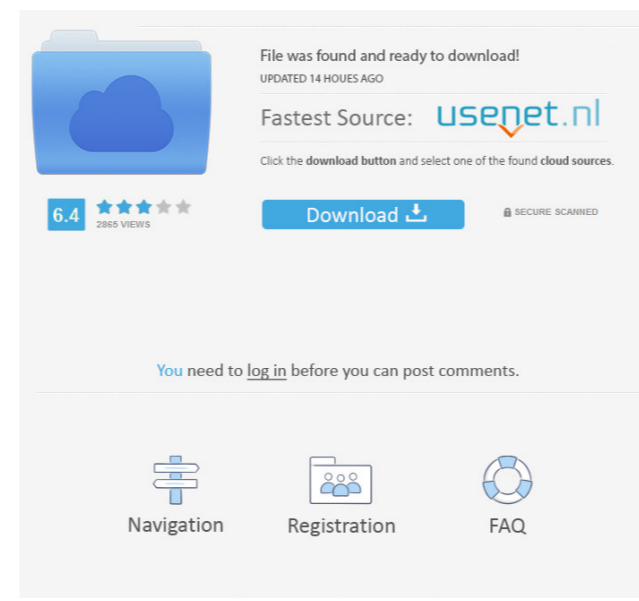 File was found and ready to download!
UPDATED 14 HOUES AGO
Fastest Source: usenet.nl
Click the download button and select one of the found cloud sources.
6.4
2865 VIEWS
Download
SECURE SCANNED
You need to log in before you can post comments.
Navigation
Registration
FAQ